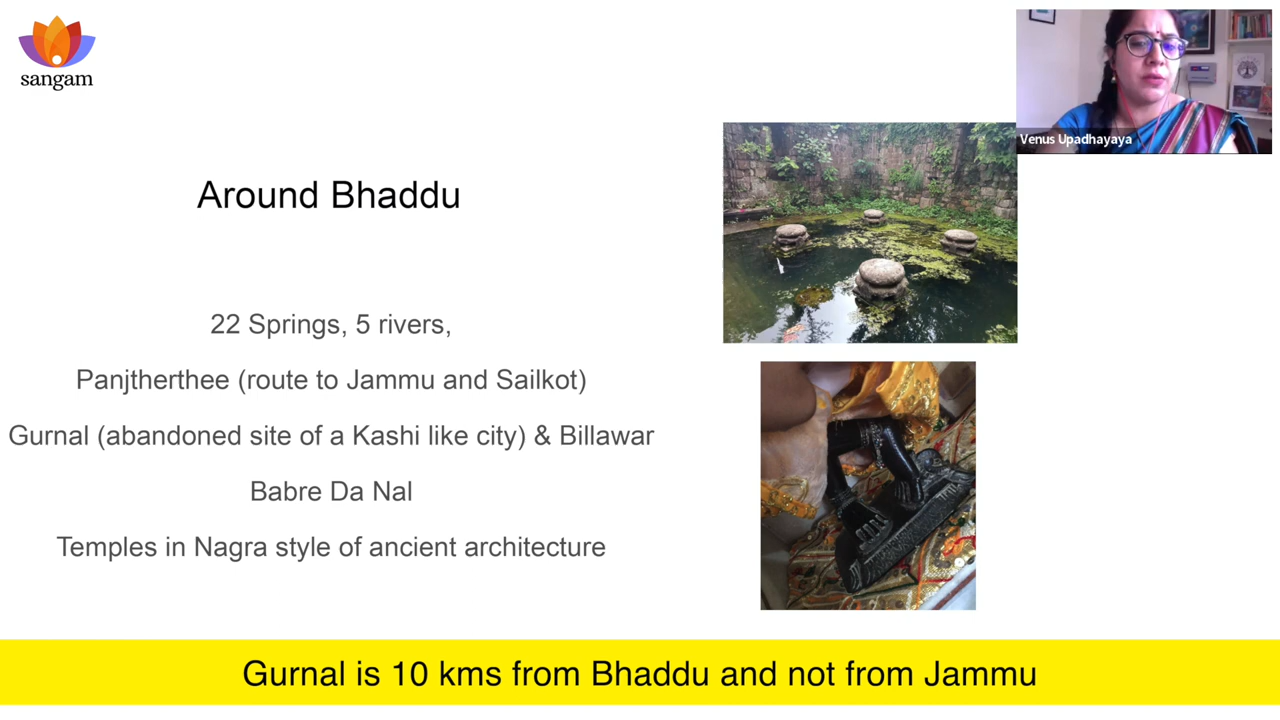 sangam
Venus Upadhayaya
Around Bhaddu
22 Springs, 5 rivers,
Panjtherthee (route to Jammu and Sailkot)
Gurnal (abandoned site of a Kashi like city) & Billawar
Babre Da Nal
Temples in Nagra style of ancient architecture
Gurnal is 10 kms from Bhaddu and not from Jammu